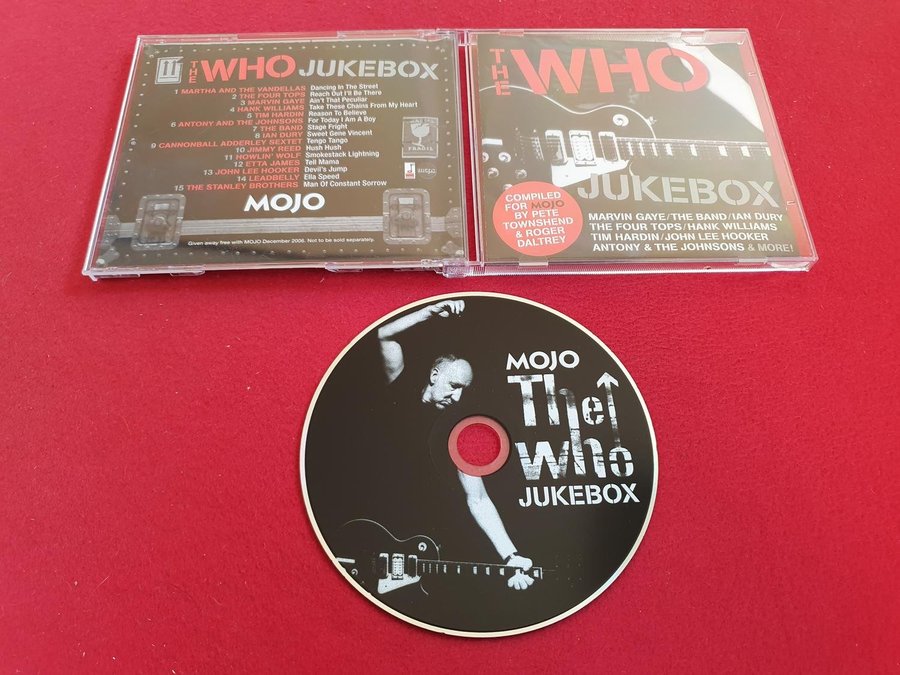 THE WHO JUKEBOX
1 MARTHA AND THE VANDELLAS Dancing In The Street
2 THE FOUR TOPS Reach Out I'll Be There
3 MARVIN GAYE Ain't That Peculiar
4 HANK WILLIAMS Take These Chains From My Heart
5 TIM HARDIN Reason To Believe
6 ANTONY AND THE JOHNSONS For Today I Am A Boy
7 THE BAND Stage Fright
8 IAN DURY Sweet Gene Vincent
9 CANNONBALL ADDERLEY SEXTET Tengo Tango
10 JIMMY REED Hush Hush
11 HOWLIN' WOLF Smokestack Lightning
12 ETTA JAMES Tell Mama
13 JOHN LEE HOOKER Devil's Jump
14 LEADBELLY Ella Speed
15 THE STANLEY BROTHERS Man Of Constant Sorrow
MOJO
Given away free with MOJO December 2006. Not to be sold separately.
FRAGIL
mcps
THE WHO
JUKEBOX
COMPILED
FOR MOJO
BY PETE
TOWNSHEND
& ROGER
DALTREY
MARVIN GAYE/THE BAND/IAN DURY
THE FOUR TOPS/HANK WILLIAMS
TIM HARDIN/JOHN LEE HOOKER
ANTONY & THE JOHNSONS & MORE!
MOJO
The
who
JUKEBOX